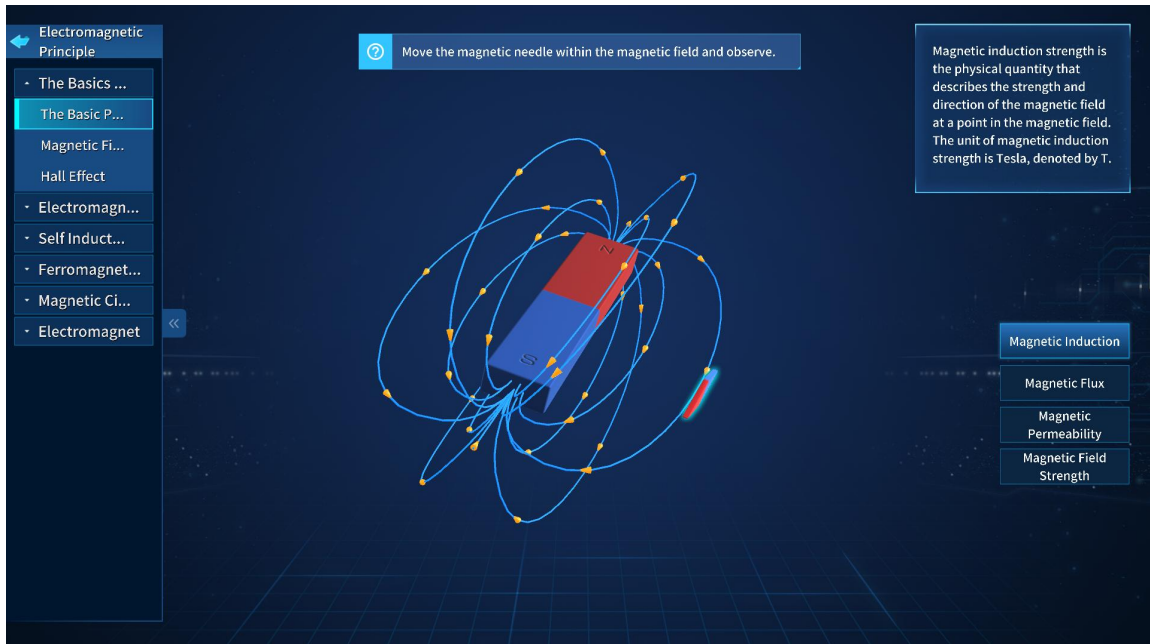 Electromagnetic
Principle
The Basics ...
The Basic P...
Magnetic Fi...
Hall Effect
Electromagn...
Self Induct...
Ferromagnet...
Magnetic Ci...
Electromagnet
Move the magnetic needle within the magnetic field and observe.
N
S
Magnetic induction strength is
the physical quantity that
describes the strength and
direction of the magnetic field
at a point in the magnetic field.
The unit of magnetic induction
strength is Tesla, denoted by T.
Magnetic Induction
Magnetic Flux
Magnetic
Permeability
Magnetic Field
Strength